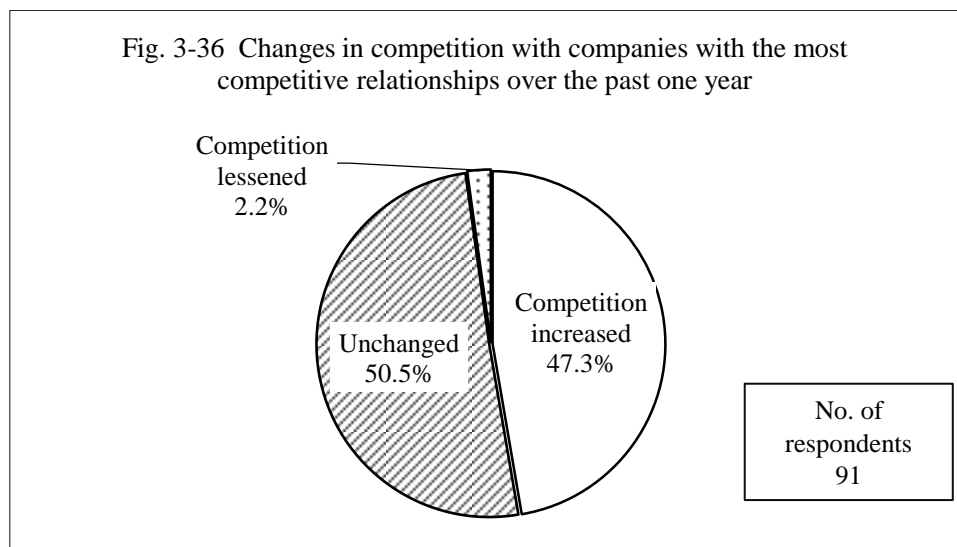 Fig. 3-36 Changes in competition with companies with the most
competitive relationships over the past one year
Competition
lessened
2.2%
Competition
increased
47.3%
Unchanged
50.5%
No. of
respondents
91